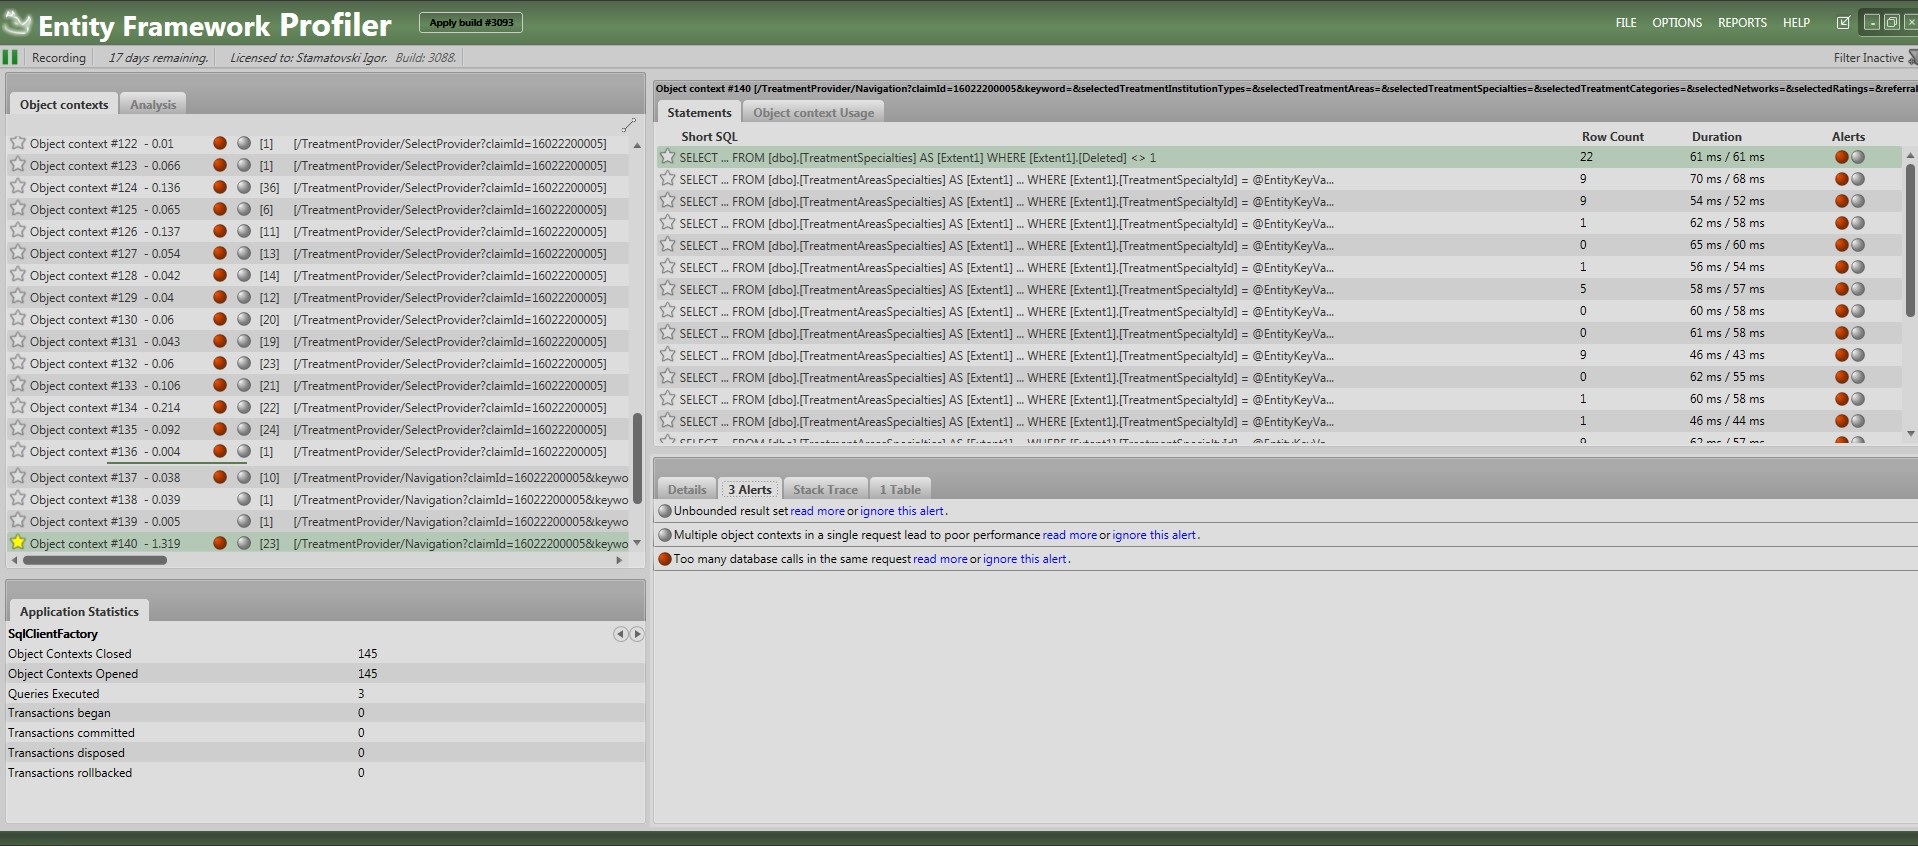 Entity Framework Profiler
Apply build #3093
FILE OPTIONS REPORTS HELP
Recording 17 days remaining. Licensed to: Stamatovski Igor. Build: 3088.
Filter Inactive
Object contexts Analysis
Object context #122 - 0.01 [1] [/TreatmentProvider/SelectProvider?claimId=16022200005]
Object context #123 - 0.066 [1] [/TreatmentProvider/SelectProvider?claimId=16022200005]
Object context #124 - 0.136 [36] [/TreatmentProvider/SelectProvider?claimId=16022200005]
Object context #125 - 0.065 [6] [/TreatmentProvider/SelectProvider?claimId=16022200005]
Object context #126 - 0.137 [11] [/TreatmentProvider/SelectProvider?claimId=16022200005]
Object context #127 - 0.054 [13] [/TreatmentProvider/SelectProvider?claimId=16022200005]
Object context #128 - 0.042 [14] [/TreatmentProvider/SelectProvider?claimId=16022200005]
Object context #129 - 0.04 [12] [/TreatmentProvider/SelectProvider?claimId=16022200005]
Object context #130 - 0.06 [20] [/TreatmentProvider/SelectProvider?claimId=16022200005]
Object context #131 - 0.043 [19] [/TreatmentProvider/SelectProvider?claimId=16022200005]
Object context #132 - 0.06 [23] [/TreatmentProvider/SelectProvider?claimId=16022200005]
Object context #133 - 0.106 [21] [/TreatmentProvider/SelectProvider?claimId=16022200005]
Object context #134 - 0.214 [22] [/TreatmentProvider/SelectProvider?claimId=16022200005]
Object context #135 - 0.092 [24] [/TreatmentProvider/SelectProvider?claimId=16022200005]
Object context #136 - 0.004 [1] [/TreatmentProvider/SelectProvider?claimId=16022200005]
Object context #137 - 0.038 [10] [/TreatmentProvider/Navigation?claimId=16022200005&keywo
Object context #138 - 0.039 [1] [/TreatmentProvider/Navigation?claimId=16022200005&keywo
Object context #139 - 0.005 [1] [/TreatmentProvider/Navigation?claimId=16022200005&keywo
Object context #140 - 1.319 [23] [/TreatmentProvider/Navigation?claimId=16022200005&keywo
Application Statistics
SqlClientFactory
Object Contexts Closed 145
Object Contexts Opened 145
Queries Executed 3
Transactions began 0
Transactions committed 0
Transactions disposed 0
Transactions rollbacked 0
Object context #140 [/TreatmentProvider/Navigation?claimId=16022200005&keyword=&selectedTreatmentInstitutionTypes=&selectedTreatmentAreas=&selectedTreatmentSpecialties=&selectedTreatmentCategories=&selectedNetworks=&selectedRatings=&referral
Statements Object context Usage
Short SQL Row Count Duration Alerts
SELECT ... FROM [dbo].[TreatmentSpecialties] AS [Extent1] WHERE [Extent1].[Deleted] <> 1 22 61 ms / 61 ms
SELECT ... FROM [dbo].[TreatmentAreasSpecialties] AS [Extent1] ... WHERE [Extent1].[TreatmentSpecialtyId] = @EntityKeyVa... 9 70 ms / 68 ms
SELECT ... FROM [dbo].[TreatmentAreasSpecialties] AS [Extent1] ... WHERE [Extent1].[TreatmentSpecialtyId] = @EntityKeyVa... 9 54 ms / 52 ms
SELECT ... FROM [dbo].[TreatmentAreasSpecialties] AS [Extent1] ... WHERE [Extent1].[TreatmentSpecialtyId] = @EntityKeyVa... 1 62 ms / 58 ms
SELECT ... FROM [dbo].[TreatmentAreasSpecialties] AS [Extent1] ... WHERE [Extent1].[TreatmentSpecialtyId] = @EntityKeyVa... 0 65 ms / 60 ms
SELECT ... FROM [dbo].[TreatmentAreasSpecialties] AS [Extent1] ... WHERE [Extent1].[TreatmentSpecialtyId] = @EntityKeyVa... 1 56 ms / 54 ms
SELECT ... FROM [dbo].[TreatmentAreasSpecialties] AS [Extent1] ... WHERE [Extent1].[TreatmentSpecialtyId] = @EntityKeyVa... 5 58 ms / 57 ms
SELECT ... FROM [dbo].[TreatmentAreasSpecialties] AS [Extent1] ... WHERE [Extent1].[TreatmentSpecialtyId] = @EntityKeyVa... 0 60 ms / 58 ms
SELECT ... FROM [dbo].[TreatmentAreasSpecialties] AS [Extent1] ... WHERE [Extent1].[TreatmentSpecialtyId] = @EntityKeyVa... 0 61 ms / 58 ms
SELECT ... FROM [dbo].[TreatmentAreasSpecialties] AS [Extent1] ... WHERE [Extent1].[TreatmentSpecialtyId] = @EntityKeyVa... 9 46 ms / 43 ms
SELECT ... FROM [dbo].[TreatmentAreasSpecialties] AS [Extent1] ... WHERE [Extent1].[TreatmentSpecialtyId] = @EntityKeyVa... 0 62 ms / 55 ms
SELECT ... FROM [dbo].[TreatmentAreasSpecialties] AS [Extent1] ... WHERE [Extent1].[TreatmentSpecialtyId] = @EntityKeyVa... 1 60 ms / 58 ms
SELECT ... FROM [dbo].[TreatmentAreasSpecialties] AS [Extent1] ... WHERE [Extent1].[TreatmentSpecialtyId] = @EntityKeyVa... 1 46 ms / 44 ms
Details 3 Alerts Stack Trace 1 Table
Unbounded result set read more or ignore this alert.
Multiple object contexts in a single request lead to poor performance read more or ignore this alert.
Too many database calls in the same request read more or ignore this alert.